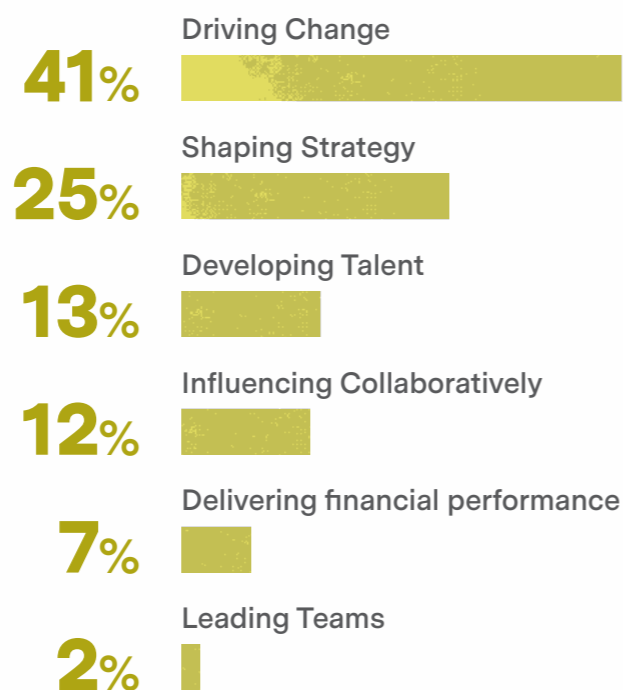 Driving Change
41%
Shaping Strategy
25%
Developing Talent
13%
Influencing Collaboratively
12%
Delivering financial performance
7%
Leading Teams
2%